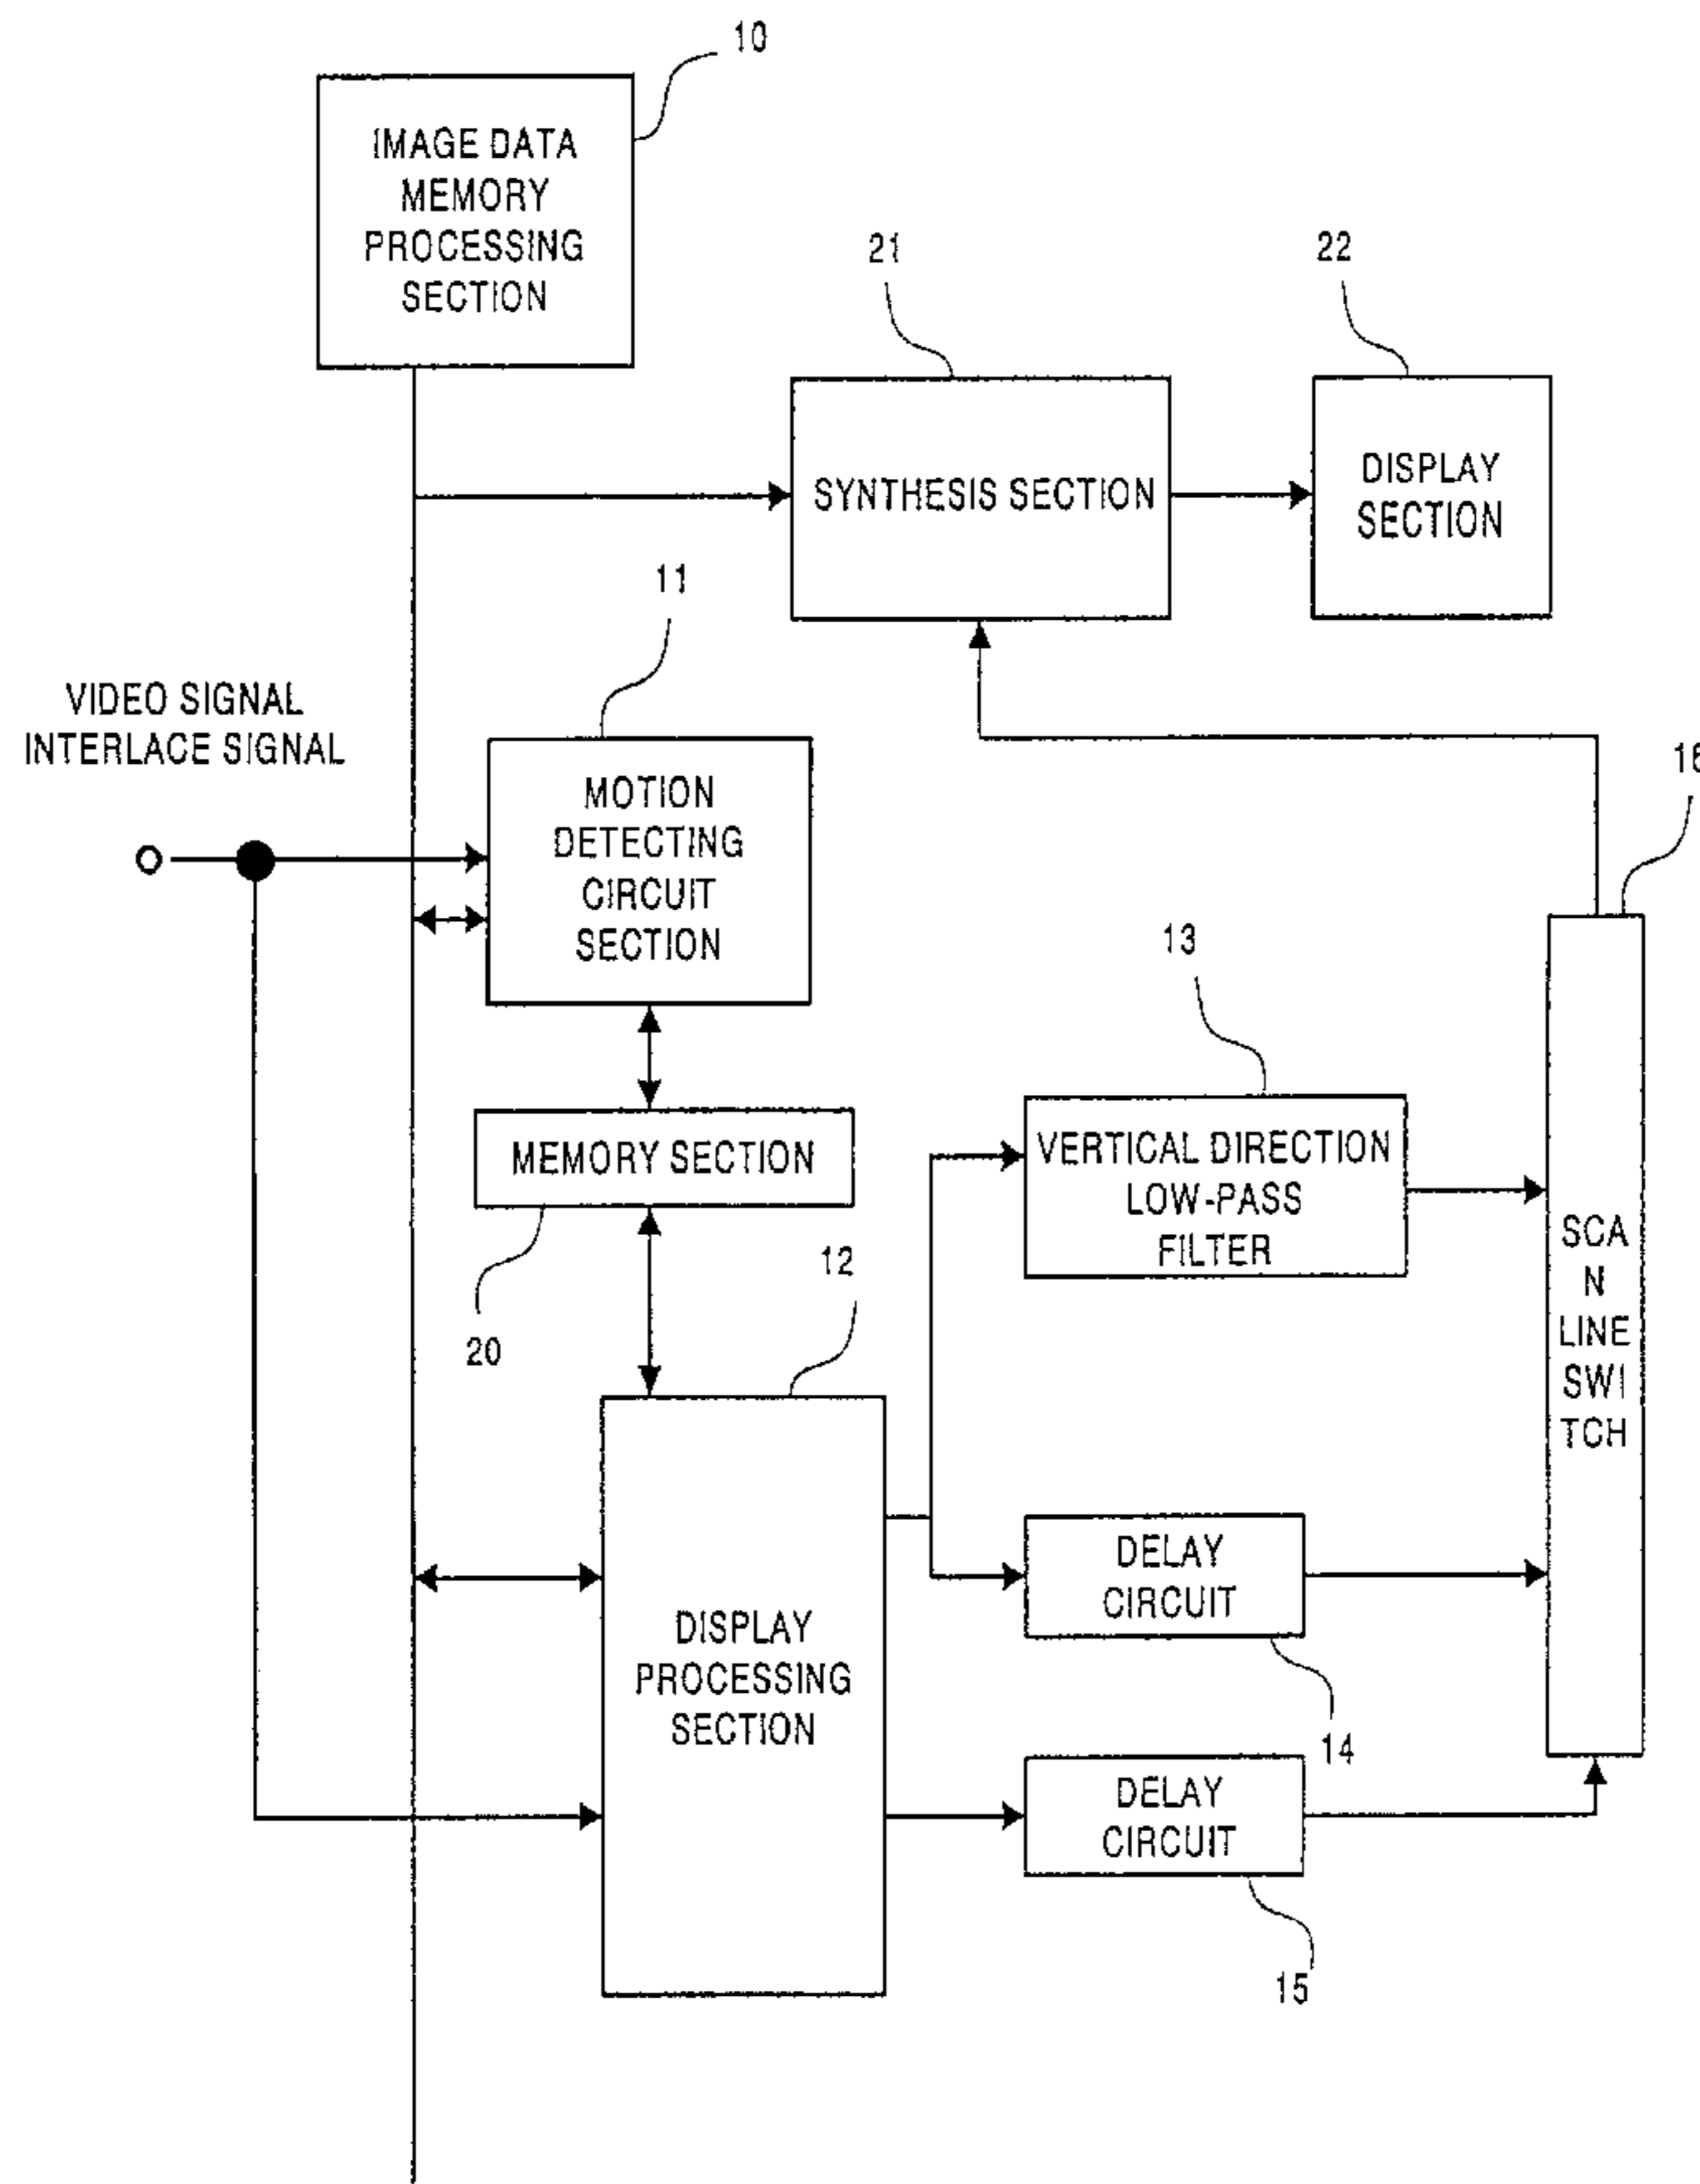 10
IMAGE DATA
MEMORY
PROCESSING
SECTION
21
22
SYNTHESIS SECTION
DISPLAY
SECTION
11
VIDEO SIGNAL
INTERLACE SIGNAL
MOTION
DETECTING
CIRCUIT
SECTION
16
13
MEMORY SECTION
VERTICAL DIRECTION
LOW-PASS
FILTER
20
12
SCA
N
LINE
SWI
TCH
DELAY
CIRCUIT
14
DISPLAY
PROCESSING
SECTION
DELAY
CIRCUIT
15